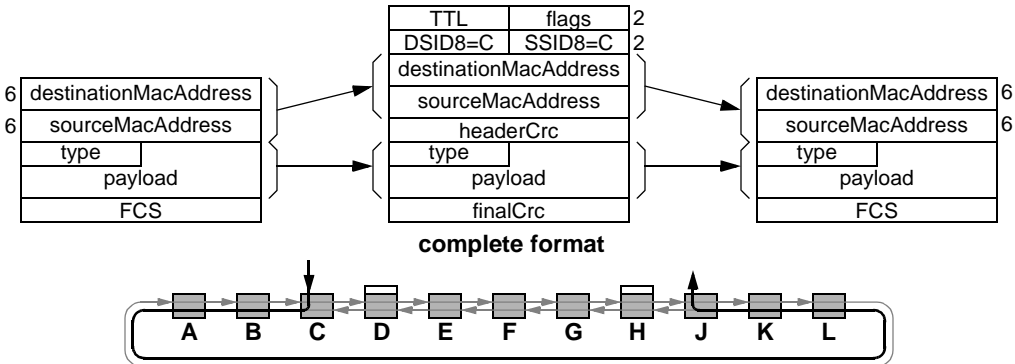 TTL flags 2
DSID8=C SSID8=C 2
destinationMacAddress
sourceMacAddress
headerCrc
type
payload
finalCrc
6 destinationMacAddress
6 sourceMacAddress
type
payload
FCS
destinationMacAddress 6
sourceMacAddress 6
type
payload
FCS
complete format
A B C D E F G H J K L